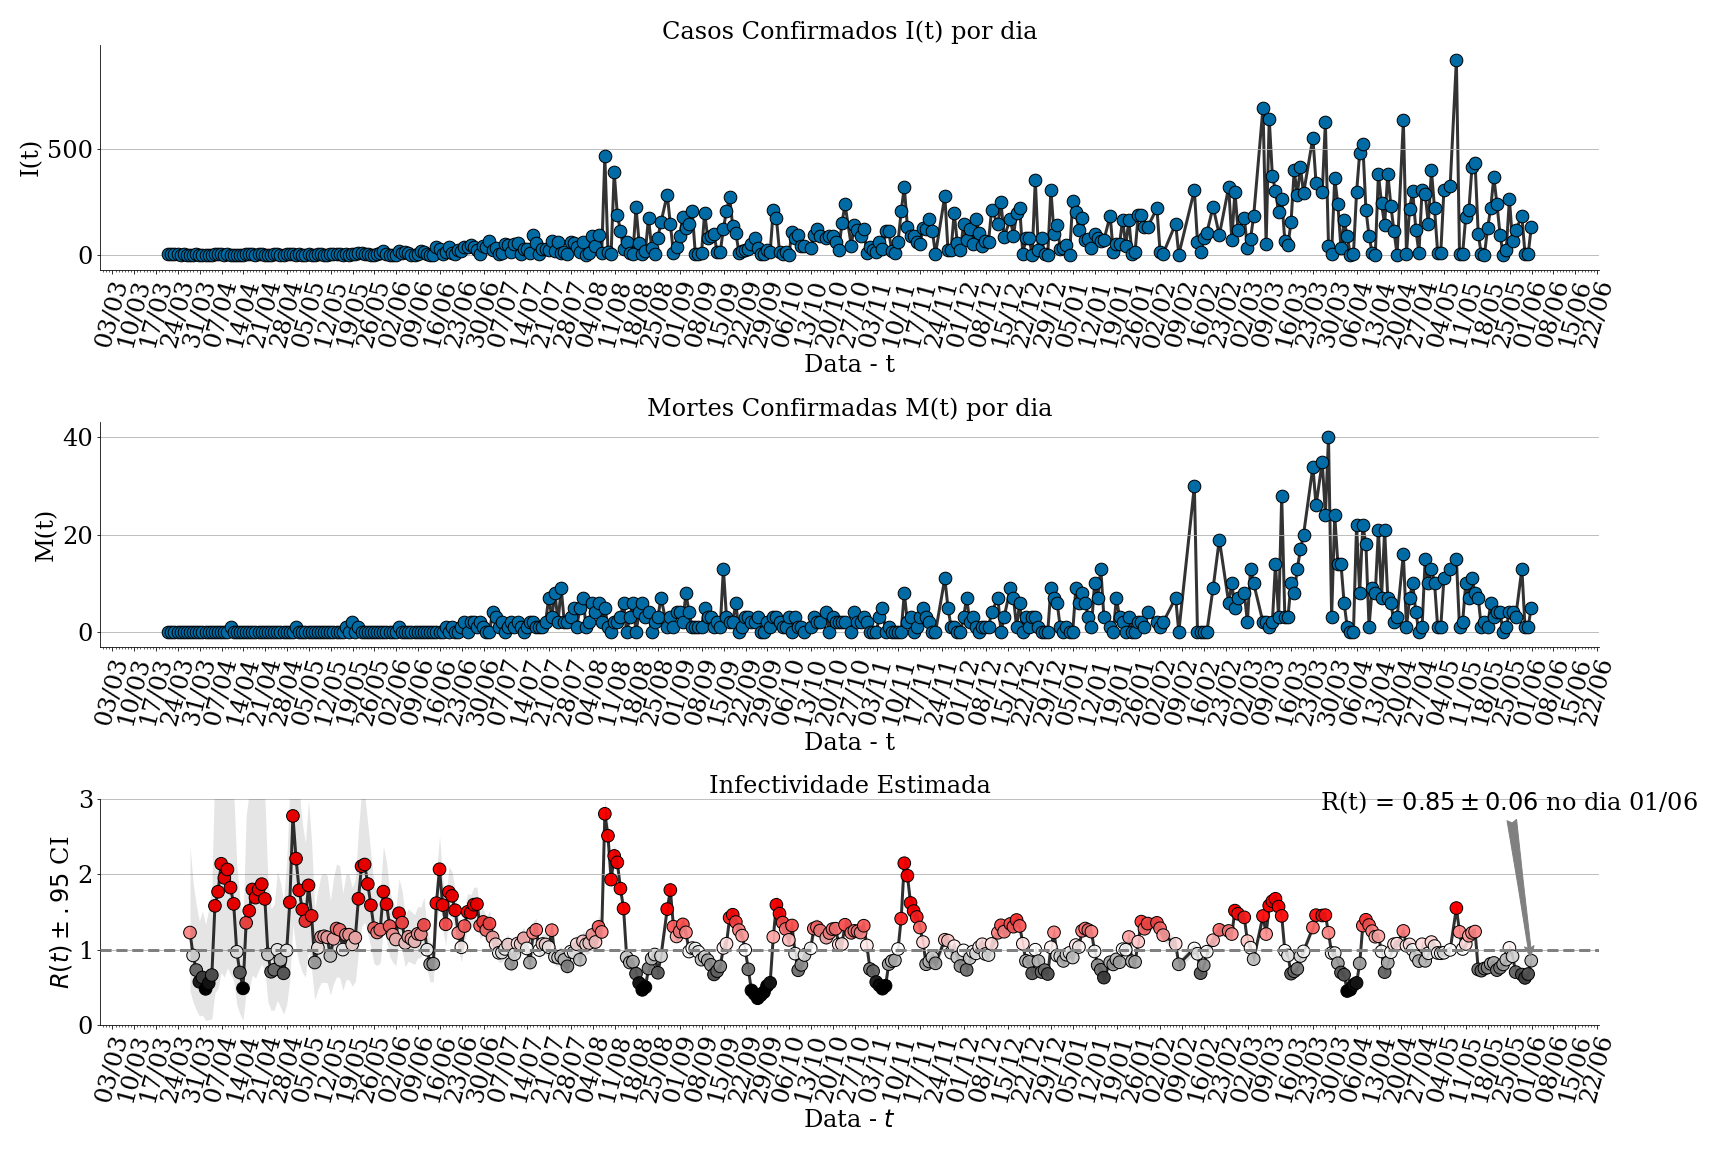 Casos Confirmados I(t) por dia
I(t)
500
0
03/03 10/03 17/03 24/03 31/03 07/04 14/04 21/04 28/04 05/05 12/05 19/05 26/05 02/06 09/06 16/06 23/06 30/06 07/07 14/07 21/07 28/07 04/08 11/08 18/08 25/08 01/09 08/09 15/09 22/09 29/09 06/10 13/10 20/10 27/10 03/11 10/11 17/11 24/11 01/12 08/12 15/12 22/12 29/12 05/01 12/01 19/01 26/01 02/02 09/02 16/02 23/02 02/03 09/03 16/03 23/03 30/03 06/04 13/04 20/04 27/04 04/05 11/05 18/05 25/05 01/06 08/06 15/06 22/06
Data - t
Mortes Confirmadas M(t) por dia
M(t)
40
20
0
03/03 10/03 17/03 24/03 31/03 07/04 14/04 21/04 28/04 05/05 12/05 19/05 26/05 02/06 09/06 16/06 23/06 30/06 07/07 14/07 21/07 28/07 04/08 11/08 18/08 25/08 01/09 08/09 15/09 22/09 29/09 06/10 13/10 20/10 27/10 03/11 10/11 17/11 24/11 01/12 08/12 15/12 22/12 29/12 05/01 12/01 19/01 26/01 02/02 09/02 16/02 23/02 02/03 09/03 16/03 23/03 30/03 06/04 13/04 20/04 27/04 04/05 11/05 18/05 25/05 01/06 08/06 15/06 22/06
Data - t
Infectividade Estimada
R(t) = 0.85 ± 0.06 no dia 01/06
R(t) ± .95 CI
3
2
1
0
03/03 10/03 17/03 24/03 31/03 07/04 14/04 21/04 28/04 05/05 12/05 19/05 26/05 02/06 09/06 16/06 23/06 30/06 07/07 14/07 21/07 28/07 04/08 11/08 18/08 25/08 01/09 08/09 15/09 22/09 29/09 06/10 13/10 20/10 27/10 03/11 10/11 17/11 24/11 01/12 08/12 15/12 22/12 29/12 05/01 12/01 19/01 26/01 02/02 09/02 16/02 23/02 02/03 09/03 16/03 23/03 30/03 06/04 13/04 20/04 27/04 04/05 11/05 18/05 25/05 01/06 08/06 15/06 22/06
Data - t